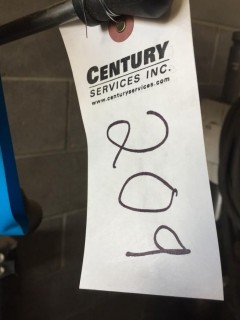 CENTURY
SERVICES INC.
www.centuryservices.com
209